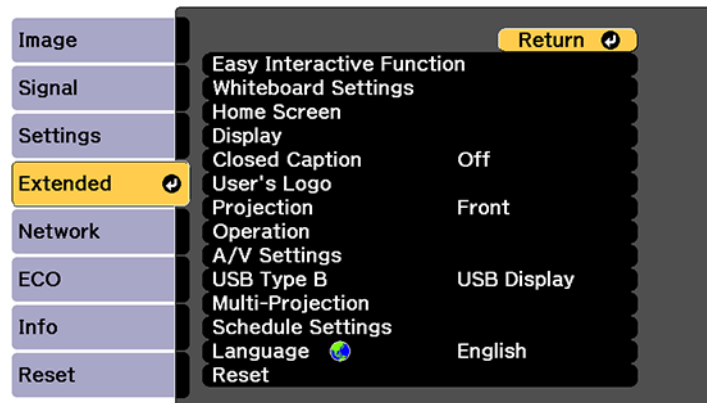 Image
Signal
Settings
Extended
Network
ECO
Info
Reset
Return
Easy Interactive Function
Whiteboard Settings
Home Screen
Display
Closed Caption Off
User's Logo
Projection Front
Operation
A/V Settings
USB Type B USB Display
Multi-Projection
Schedule Settings
Language English
Reset